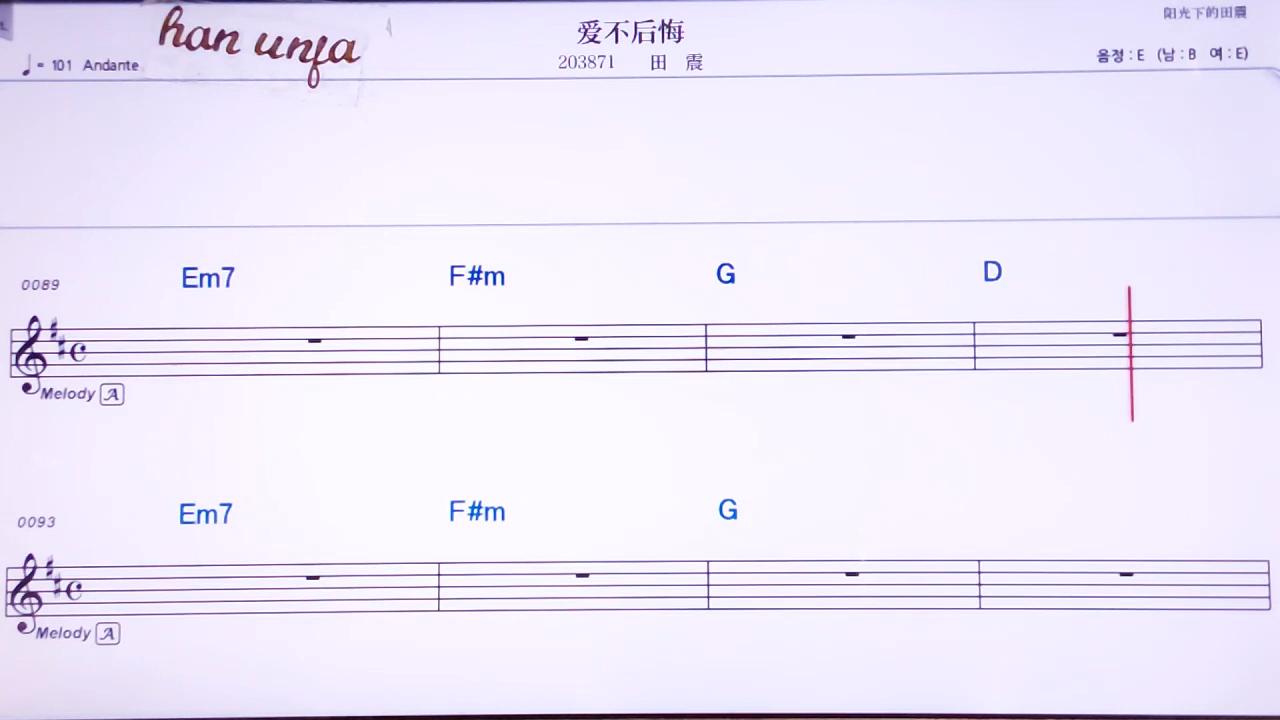 han unfa
爱不后悔
阳光下的田震
♩= 101 Andante
203871 田 震
음정 : E (남 : B 여 : E)
0089 Em7 F#m G D
Melody A
0093 Em7 F#m G
Melody A